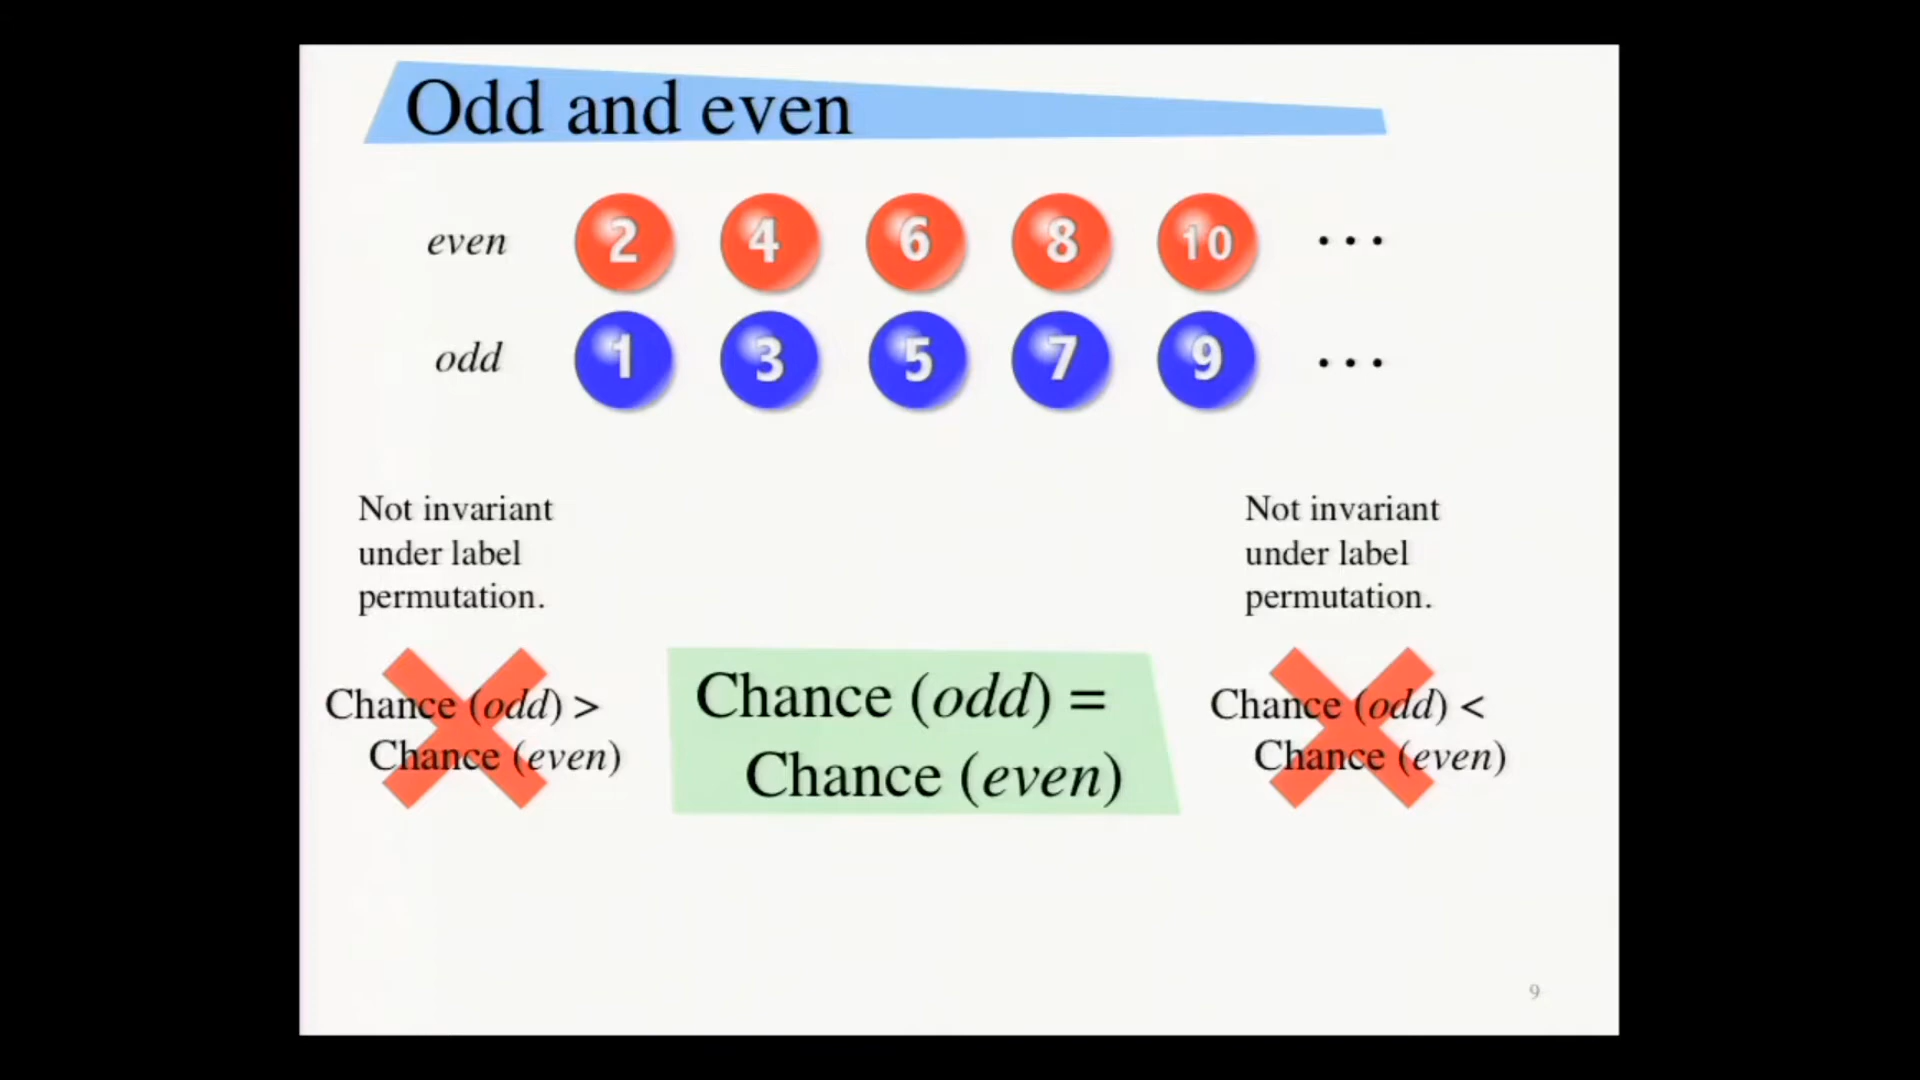 Odd and even
even 2 4 6 8 10 ...
odd 1 3 5 7 9 ...
Not invariant
under label
permutation.
Chance (odd) >
Chance (even)
Chance (odd) =
Chance (even)
Not invariant
under label
permutation.
Chance (odd) <
Chance (even)
9